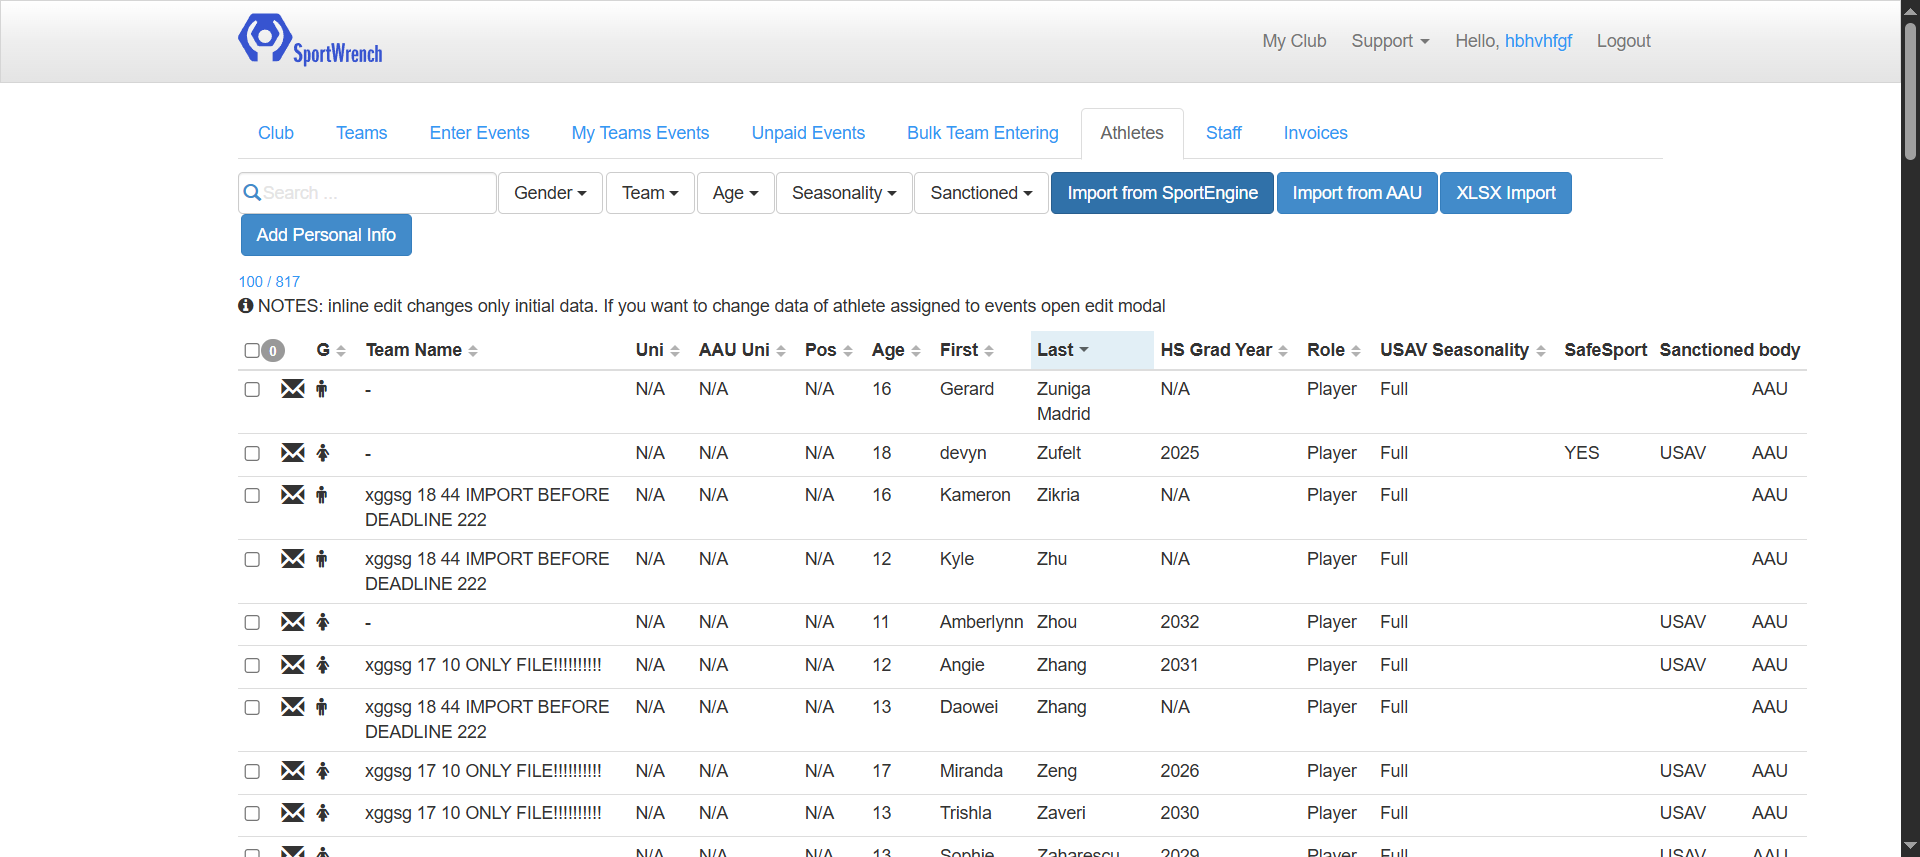 SportWrench
My Club Support Hello, hbhvhfgf Logout
Club Teams Enter Events My Teams Events Unpaid Events Bulk Team Entering Athletes Staff Invoices
Search ... Gender Team Age Seasonality Sanctioned Import from SportEngine Import from AAU XLSX Import
Add Personal Info
100 / 817
NOTES: inline edit changes only initial data. If you want to change data of athlete assigned to events open edit modal
0 G Team Name Uni AAU Uni Pos Age First Last HS Grad Year Role USAV Seasonality SafeSport Sanctioned body
- N/A N/A N/A 16 Gerard Zuniga N/A Player Full AAU
Madrid
- N/A N/A N/A 18 devyn Zufelt 2025 Player Full YES USAV AAU
xggsg 18 44 IMPORT BEFORE N/A N/A N/A 16 Kameron Zikria N/A Player Full AAU
DEADLINE 222
xggsg 18 44 IMPORT BEFORE N/A N/A N/A 12 Kyle Zhu N/A Player Full AAU
DEADLINE 222
- N/A N/A N/A 11 Amberlynn Zhou 2032 Player Full USAV AAU
xggsg 17 10 ONLY FILE!!!!!!!!!! N/A N/A N/A 12 Angie Zhang 2031 Player Full USAV AAU
xggsg 18 44 IMPORT BEFORE N/A N/A N/A 13 Daowei Zhang N/A Player Full AAU
DEADLINE 222
xggsg 17 10 ONLY FILE!!!!!!!!!! N/A N/A N/A 17 Miranda Zeng 2026 Player Full USAV AAU
xggsg 17 10 ONLY FILE!!!!!!!!!! N/A N/A N/A 13 Trishla Zaveri 2030 Player Full USAV AAU
N/A N/A N/A 13 Sophie Zaharescu 2029 Player Full USAV AAU